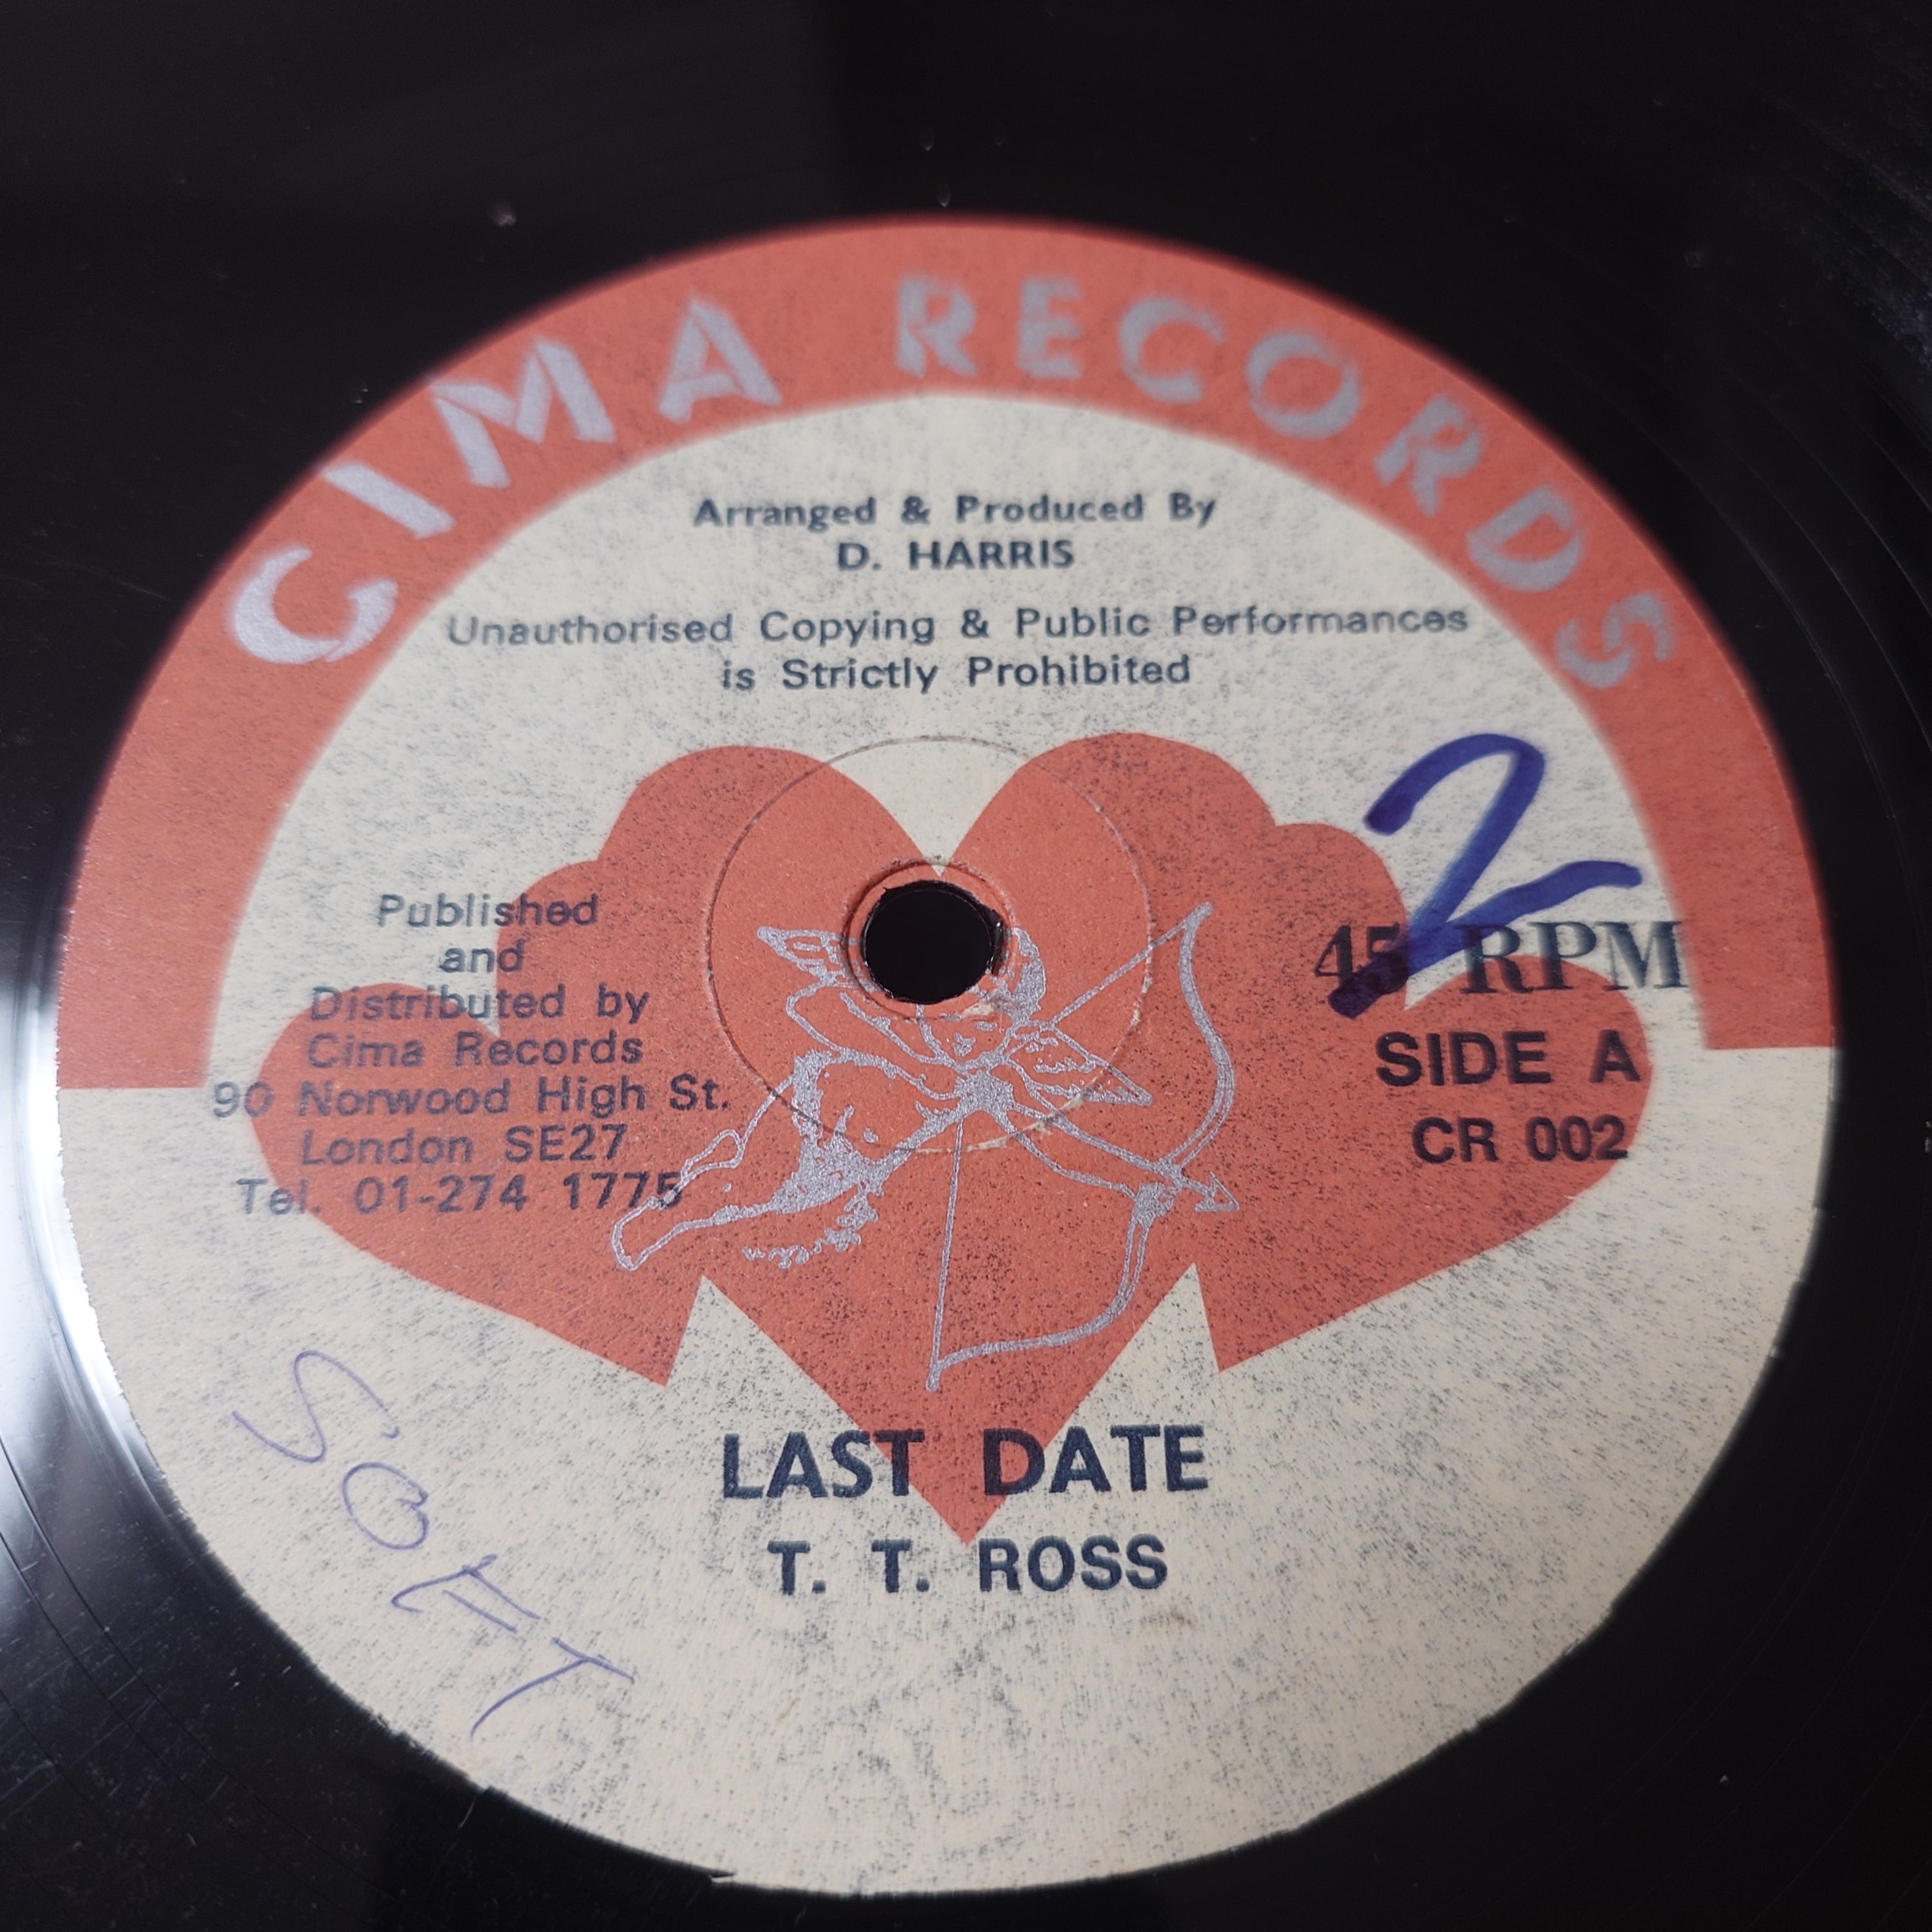 CIMA RECORDS
Arranged & Produced By
D. HARRIS
Unauthorised Copying & Public Performances
is Strictly Prohibited
Published
and
Distributed by
Cima Records
90 Norwood High St.
London SE27
Tel. 01-274 1775
2
45 RPM
SIDE A
CR 002
SOFT
LAST DATE
T. T. ROSS